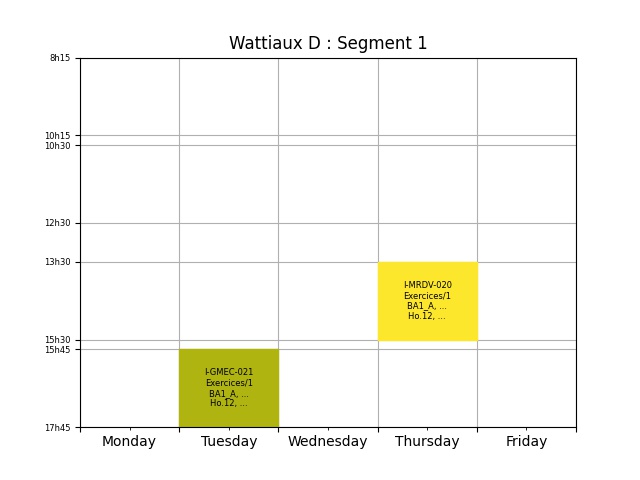 Wattiaux D : Segment 1
8h15
10h15
10h30
12h30
13h30
I-MRDV-020
Exercices/1
BA1_A, ...
Ho.12, ...
15h30
15h45
I-GMEC-021
Exercices/1
BA1_A, ...
Ho.12, ...
17h45
Monday Tuesday Wednesday Thursday Friday